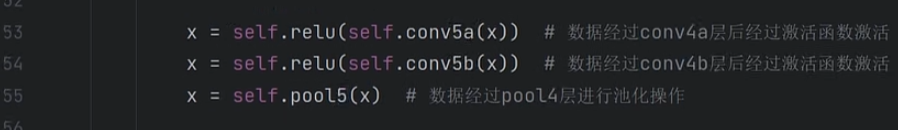 53 x = self.relu(self.conv5a(x))  # 数据经过conv4a层后经过激活函数激活
54 x = self.relu(self.conv5b(x))  # 数据经过conv4b层后经过激活函数激活
55 x = self.pool5(x)  # 数据经过pool4层进行池化操作